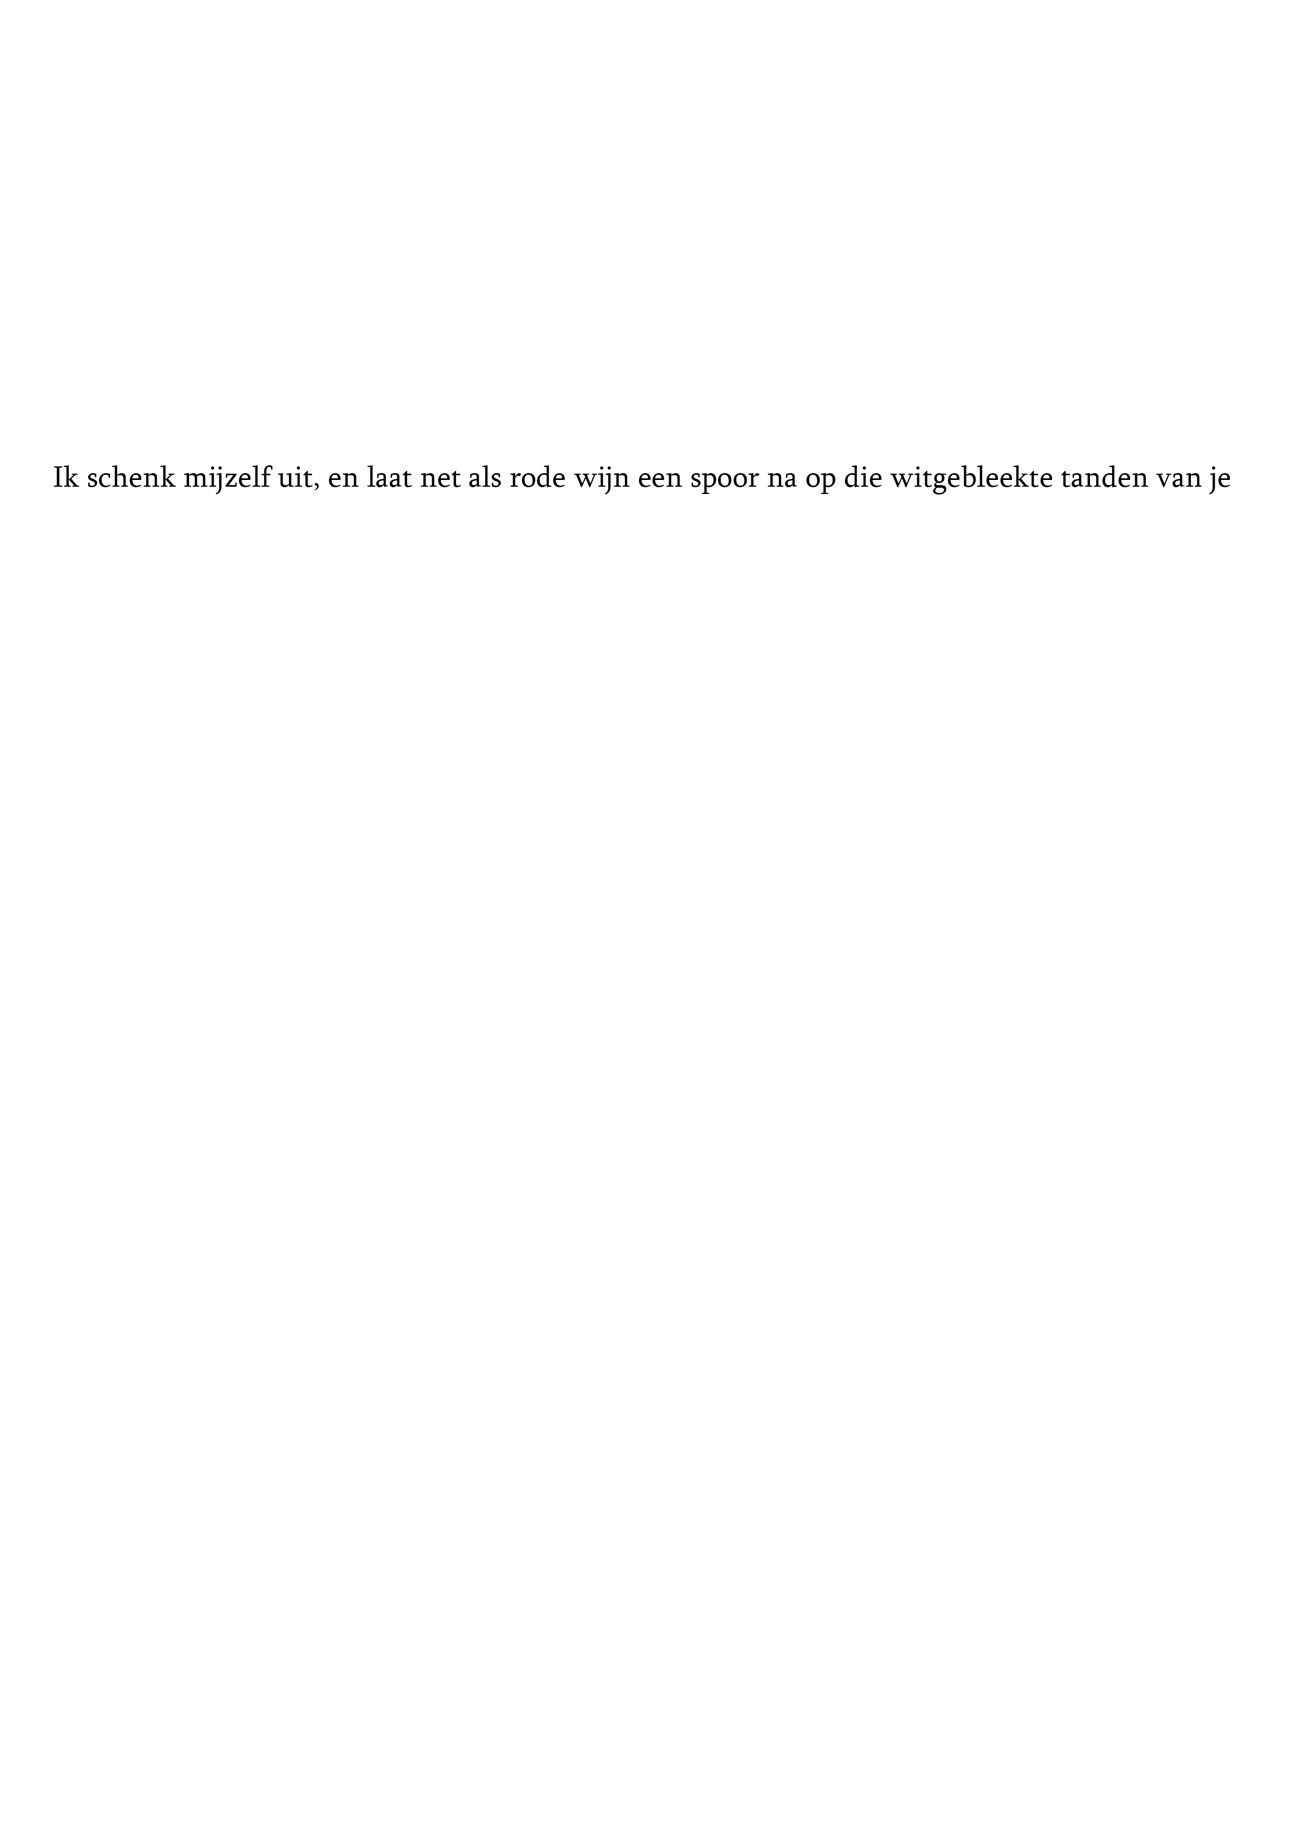 Ik schenk mijzelf uit, en laat net als rode wijn een spoor na op die witgebleekte tanden van je